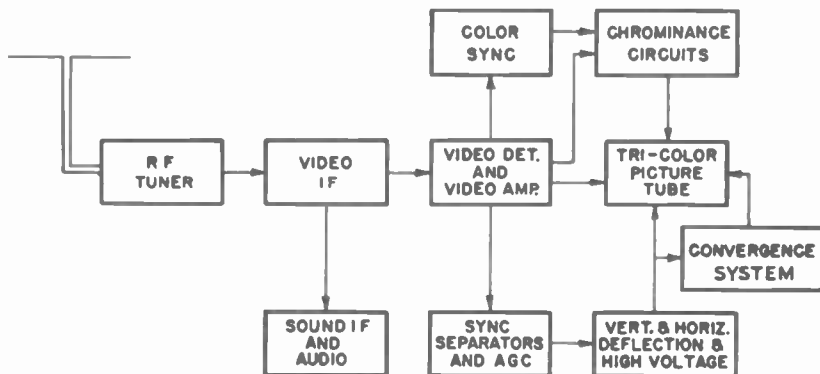 COLOR
SYNC
CHROMINANCE
CIRCUITS
RF
TUNER
VIDEO
IF
VIDEO DET.
AND
VIDEO AMP.
TRI-COLOR
PICTURE
TUBE
CONVERGENCE
SYSTEM
SOUND IF
AND
AUDIO
SYNC
SEPARATORS
AND AGC
VERT. & HORIZ.
DEFLECTION &
HIGH VOLTAGE